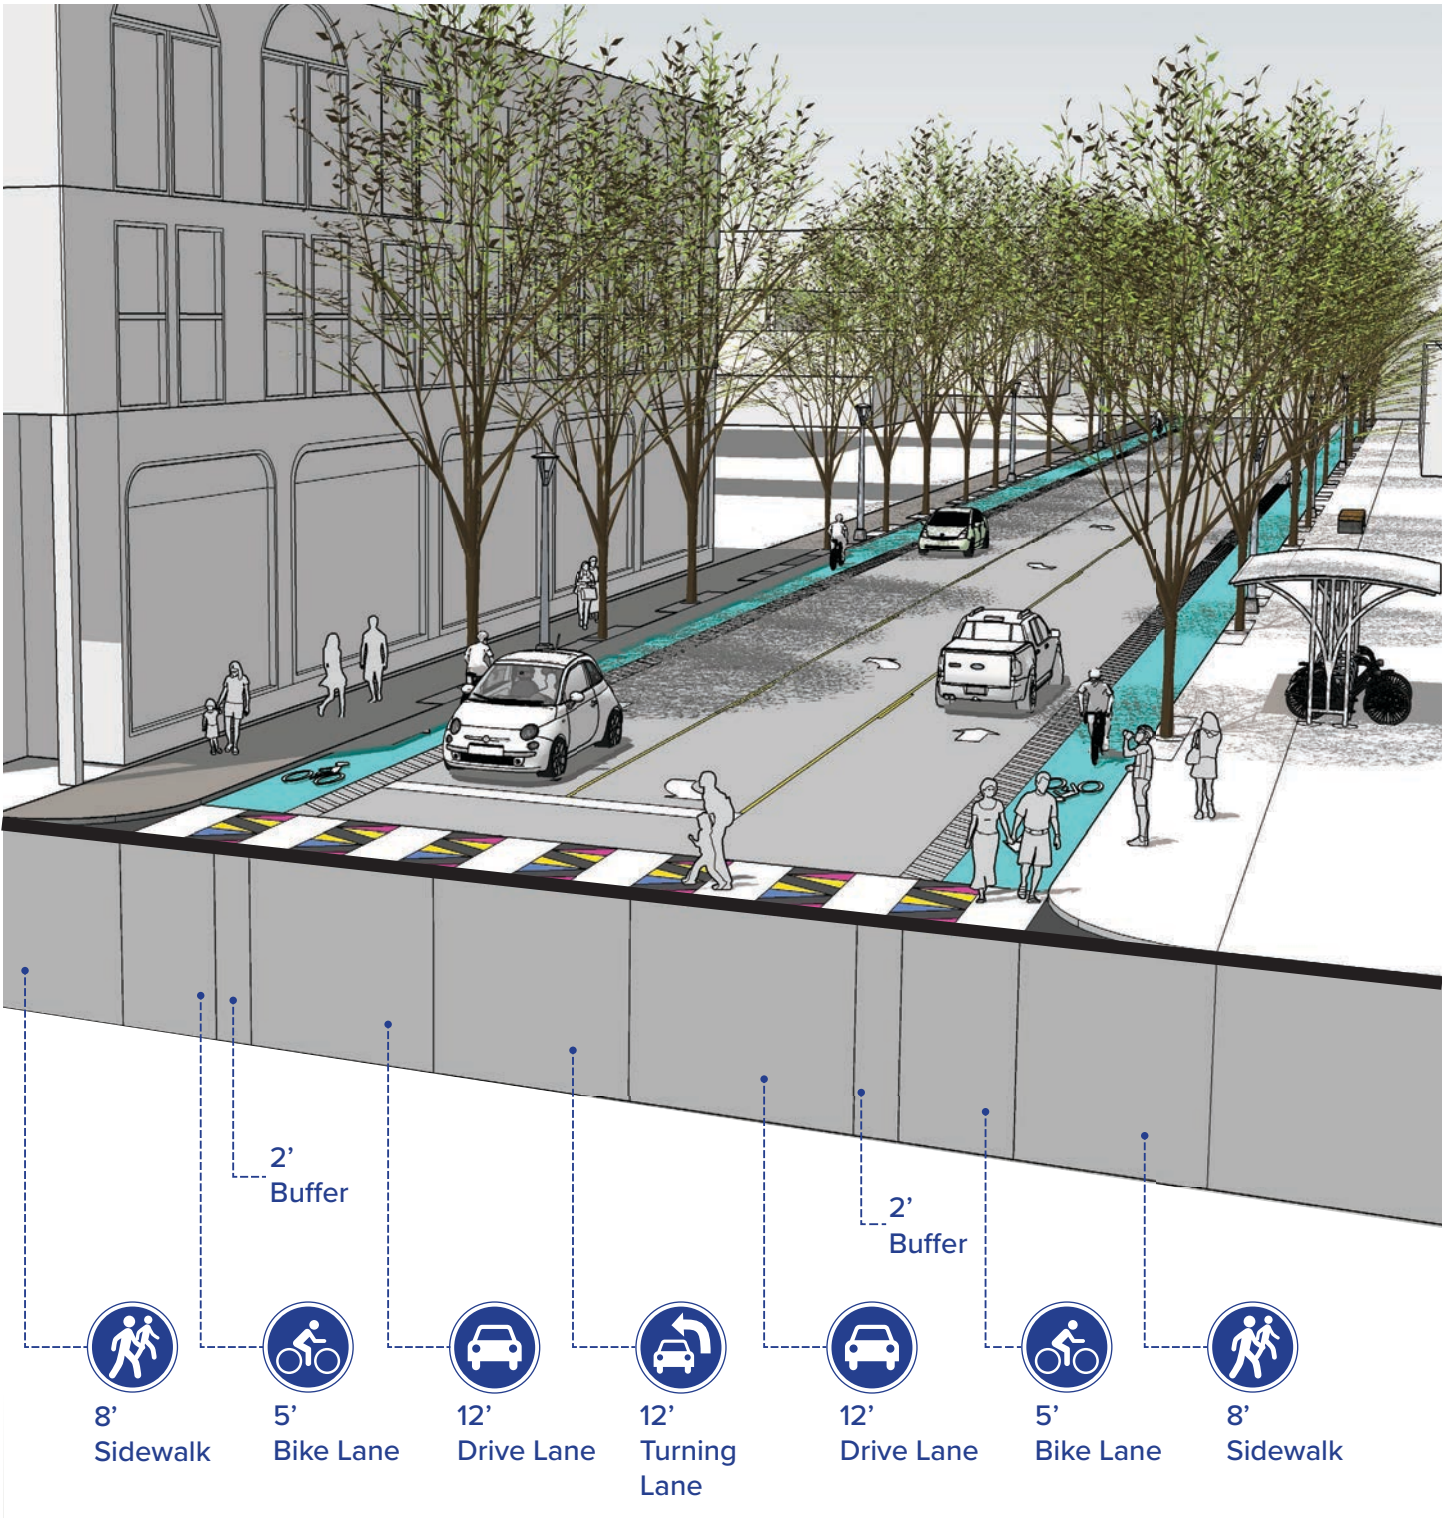 2’
Buffer
2’
Buffer
8’
Sidewalk
5’
Bike Lane
12’
Drive Lane
12’
Turning
Lane
12’
Drive Lane
5’
Bike Lane
8’
Sidewalk